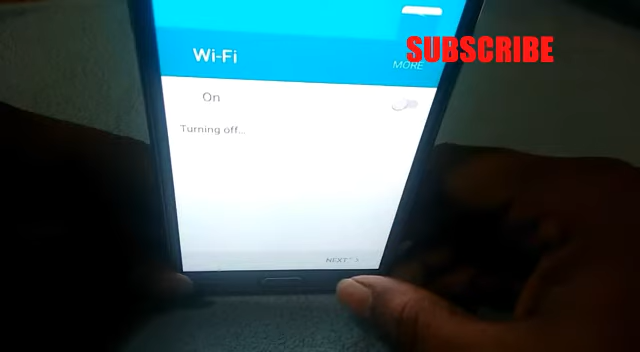 SUBSCRIBE
Wi-Fi
MORE
On
Turning off...
NEXT